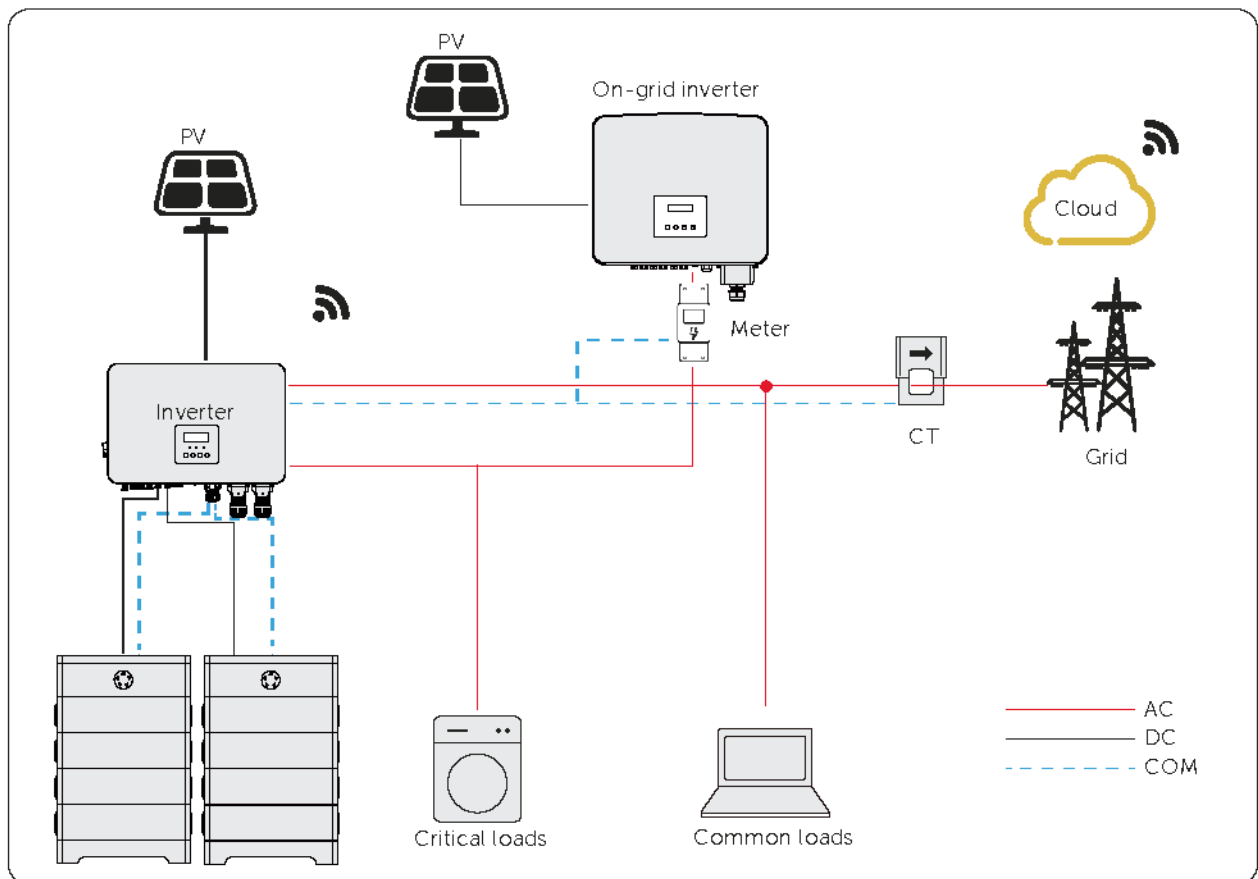 PV
On-grid inverter
PV
Cloud
Meter
Inverter
CT
Grid
AC
DC
COM
Critical loads
Common loads